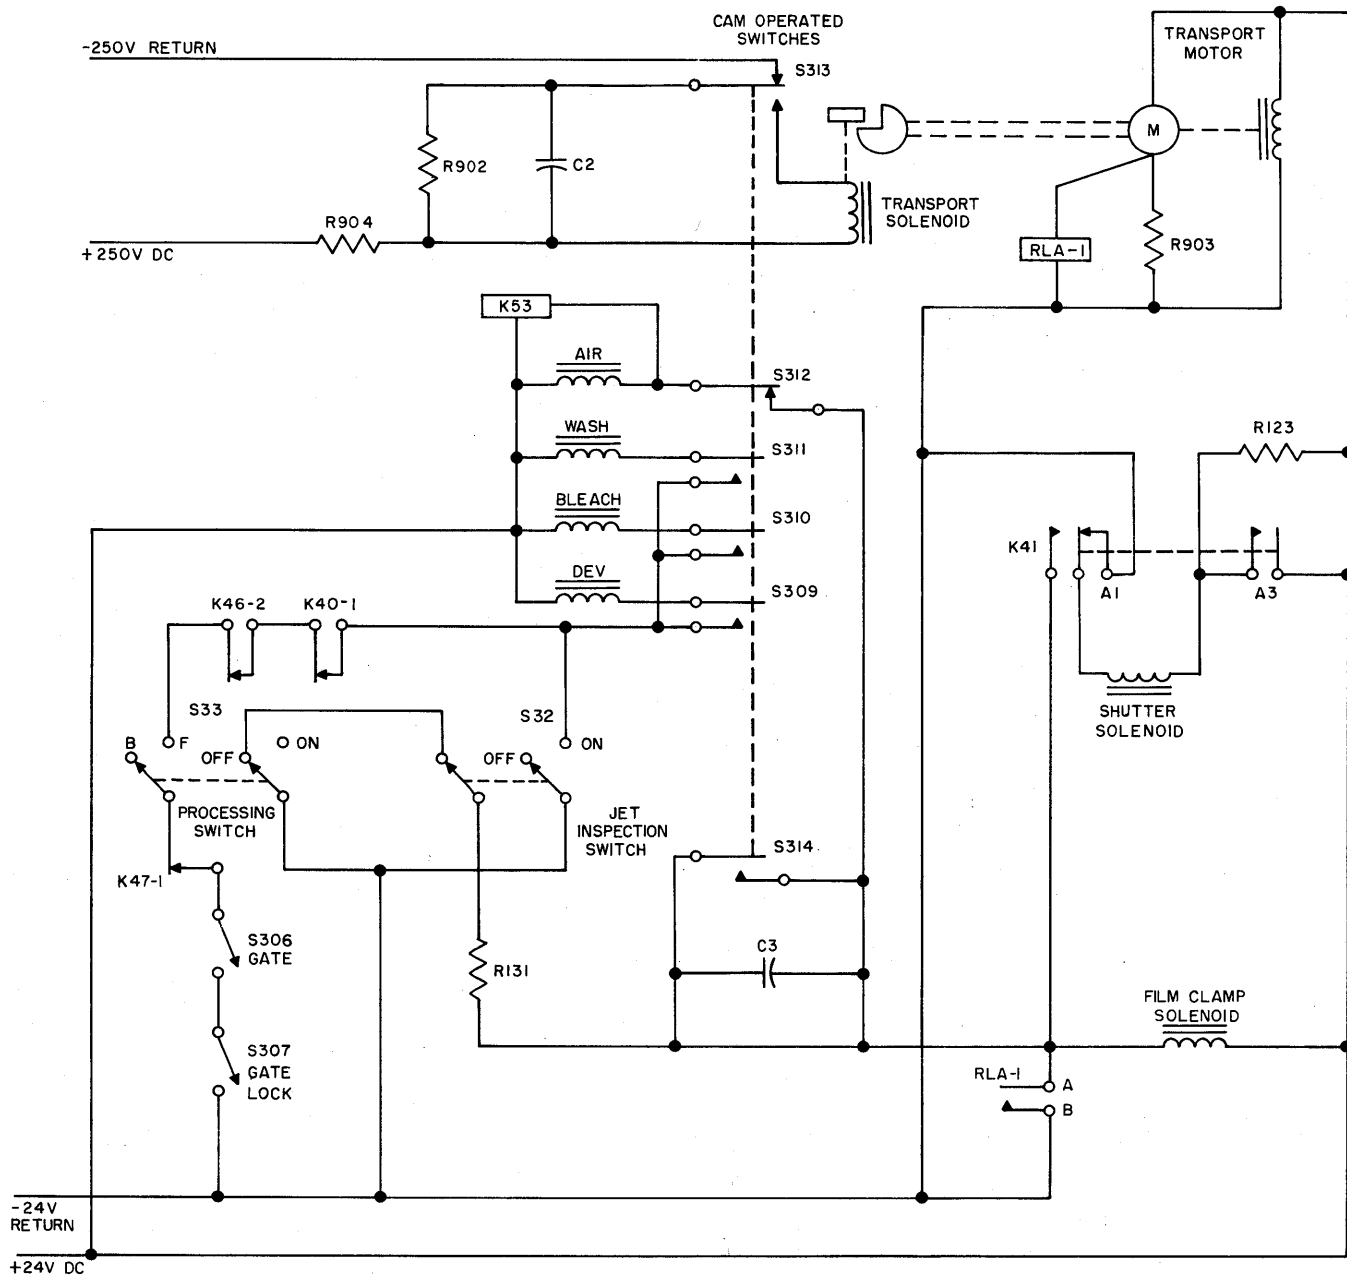 CAM OPERATED
SWITCHES
-250V RETURN
S313
TRANSPORT
MOTOR
M
R902
C2
TRANSPORT
SOLENOID
R904
+250V DC
RLA-1
R903
K53
AIR
S312
WASH
S311
R123
BLEACH
S310
K41
DEV
S309
A1
A3
K46-2
K40-1
S33
S32
SHUTTER
SOLENOID
B
F
OFF
ON
OFF
ON
PROCESSING
SWITCH
JET
INSPECTION
SWITCH
S314
K47-1
S306
GATE
C3
R131
FILM CLAMP
SOLENOID
S307
GATE
LOCK
RLA-1
A
B
-24V
RETURN
+24V DC